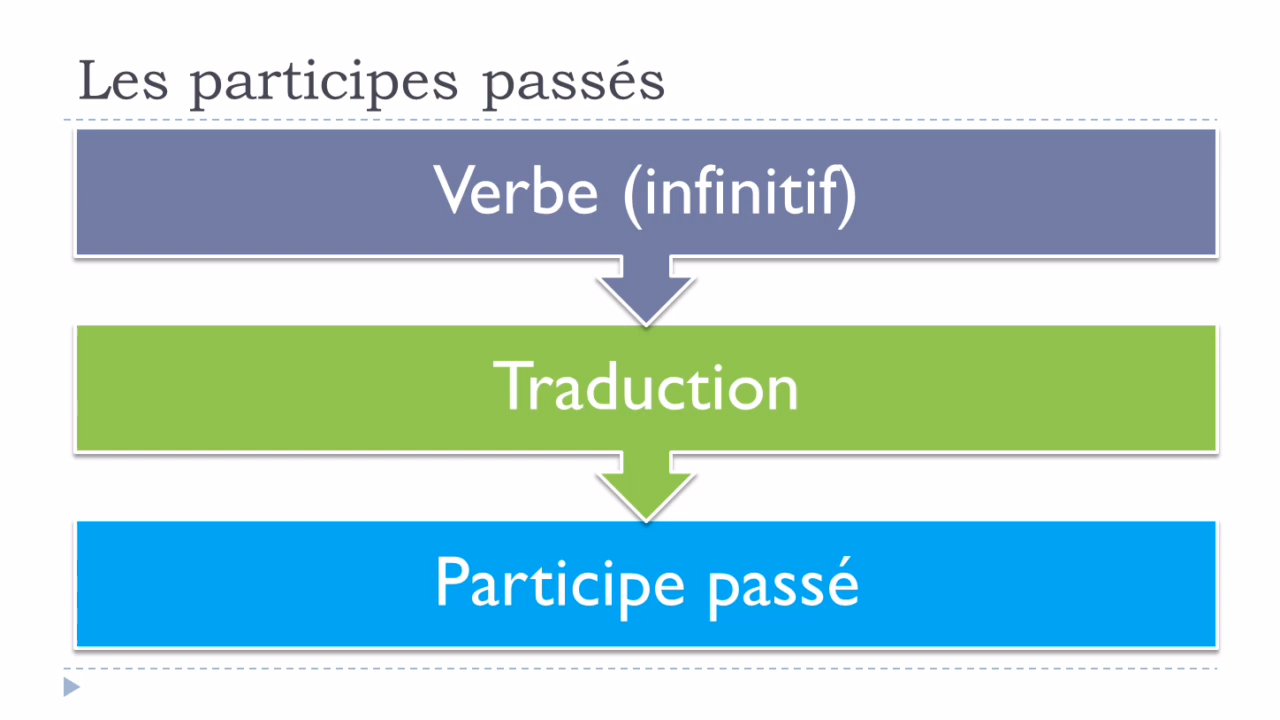 Les participes passés
Verbe (infinitif)
Traduction
Participe passé